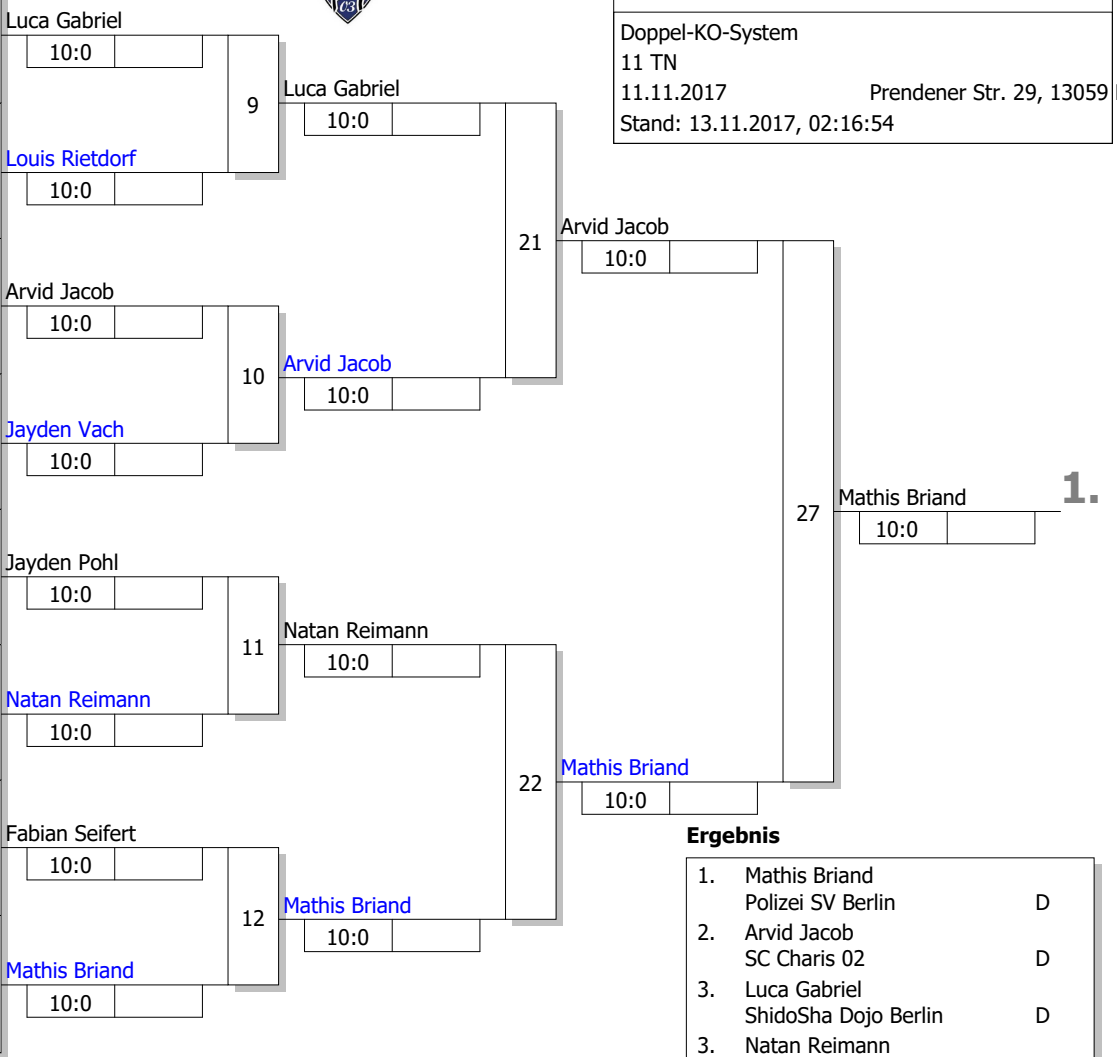 C3
Doppel-KO-System
11 TN
11.11.2017 Prendener Str. 29, 13059
Stand: 13.11.2017, 02:16:54
Luca Gabriel
10:0
9
Louis Rietdorf
10:0
Luca Gabriel
10:0
21
Arvid Jacob
10:0
10
Arvid Jacob
10:0
Jayden Vach
10:0
Arvid Jacob
10:0
27
Mathis Briand
1.
10:0
Jayden Pohl
10:0
11
Natan Reimann
10:0
Natan Reimann
10:0
22
Mathis Briand
10:0
Fabian Seifert
10:0
12
Mathis Briand
10:0
Mathis Briand
10:0
Ergebnis
1. Mathis Briand
Polizei SV Berlin D
2. Arvid Jacob
SC Charis 02 D
3. Luca Gabriel
ShidoSha Dojo Berlin D
3. Natan Reimann